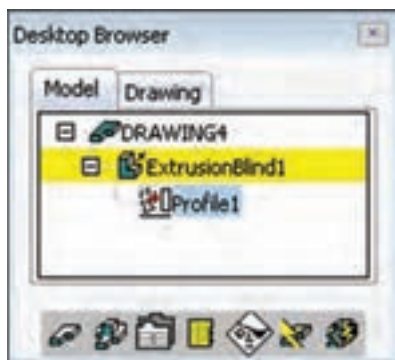 Desktop Browser
Model Drawing
DRAWING4
ExtrusionBlind1
Profile1